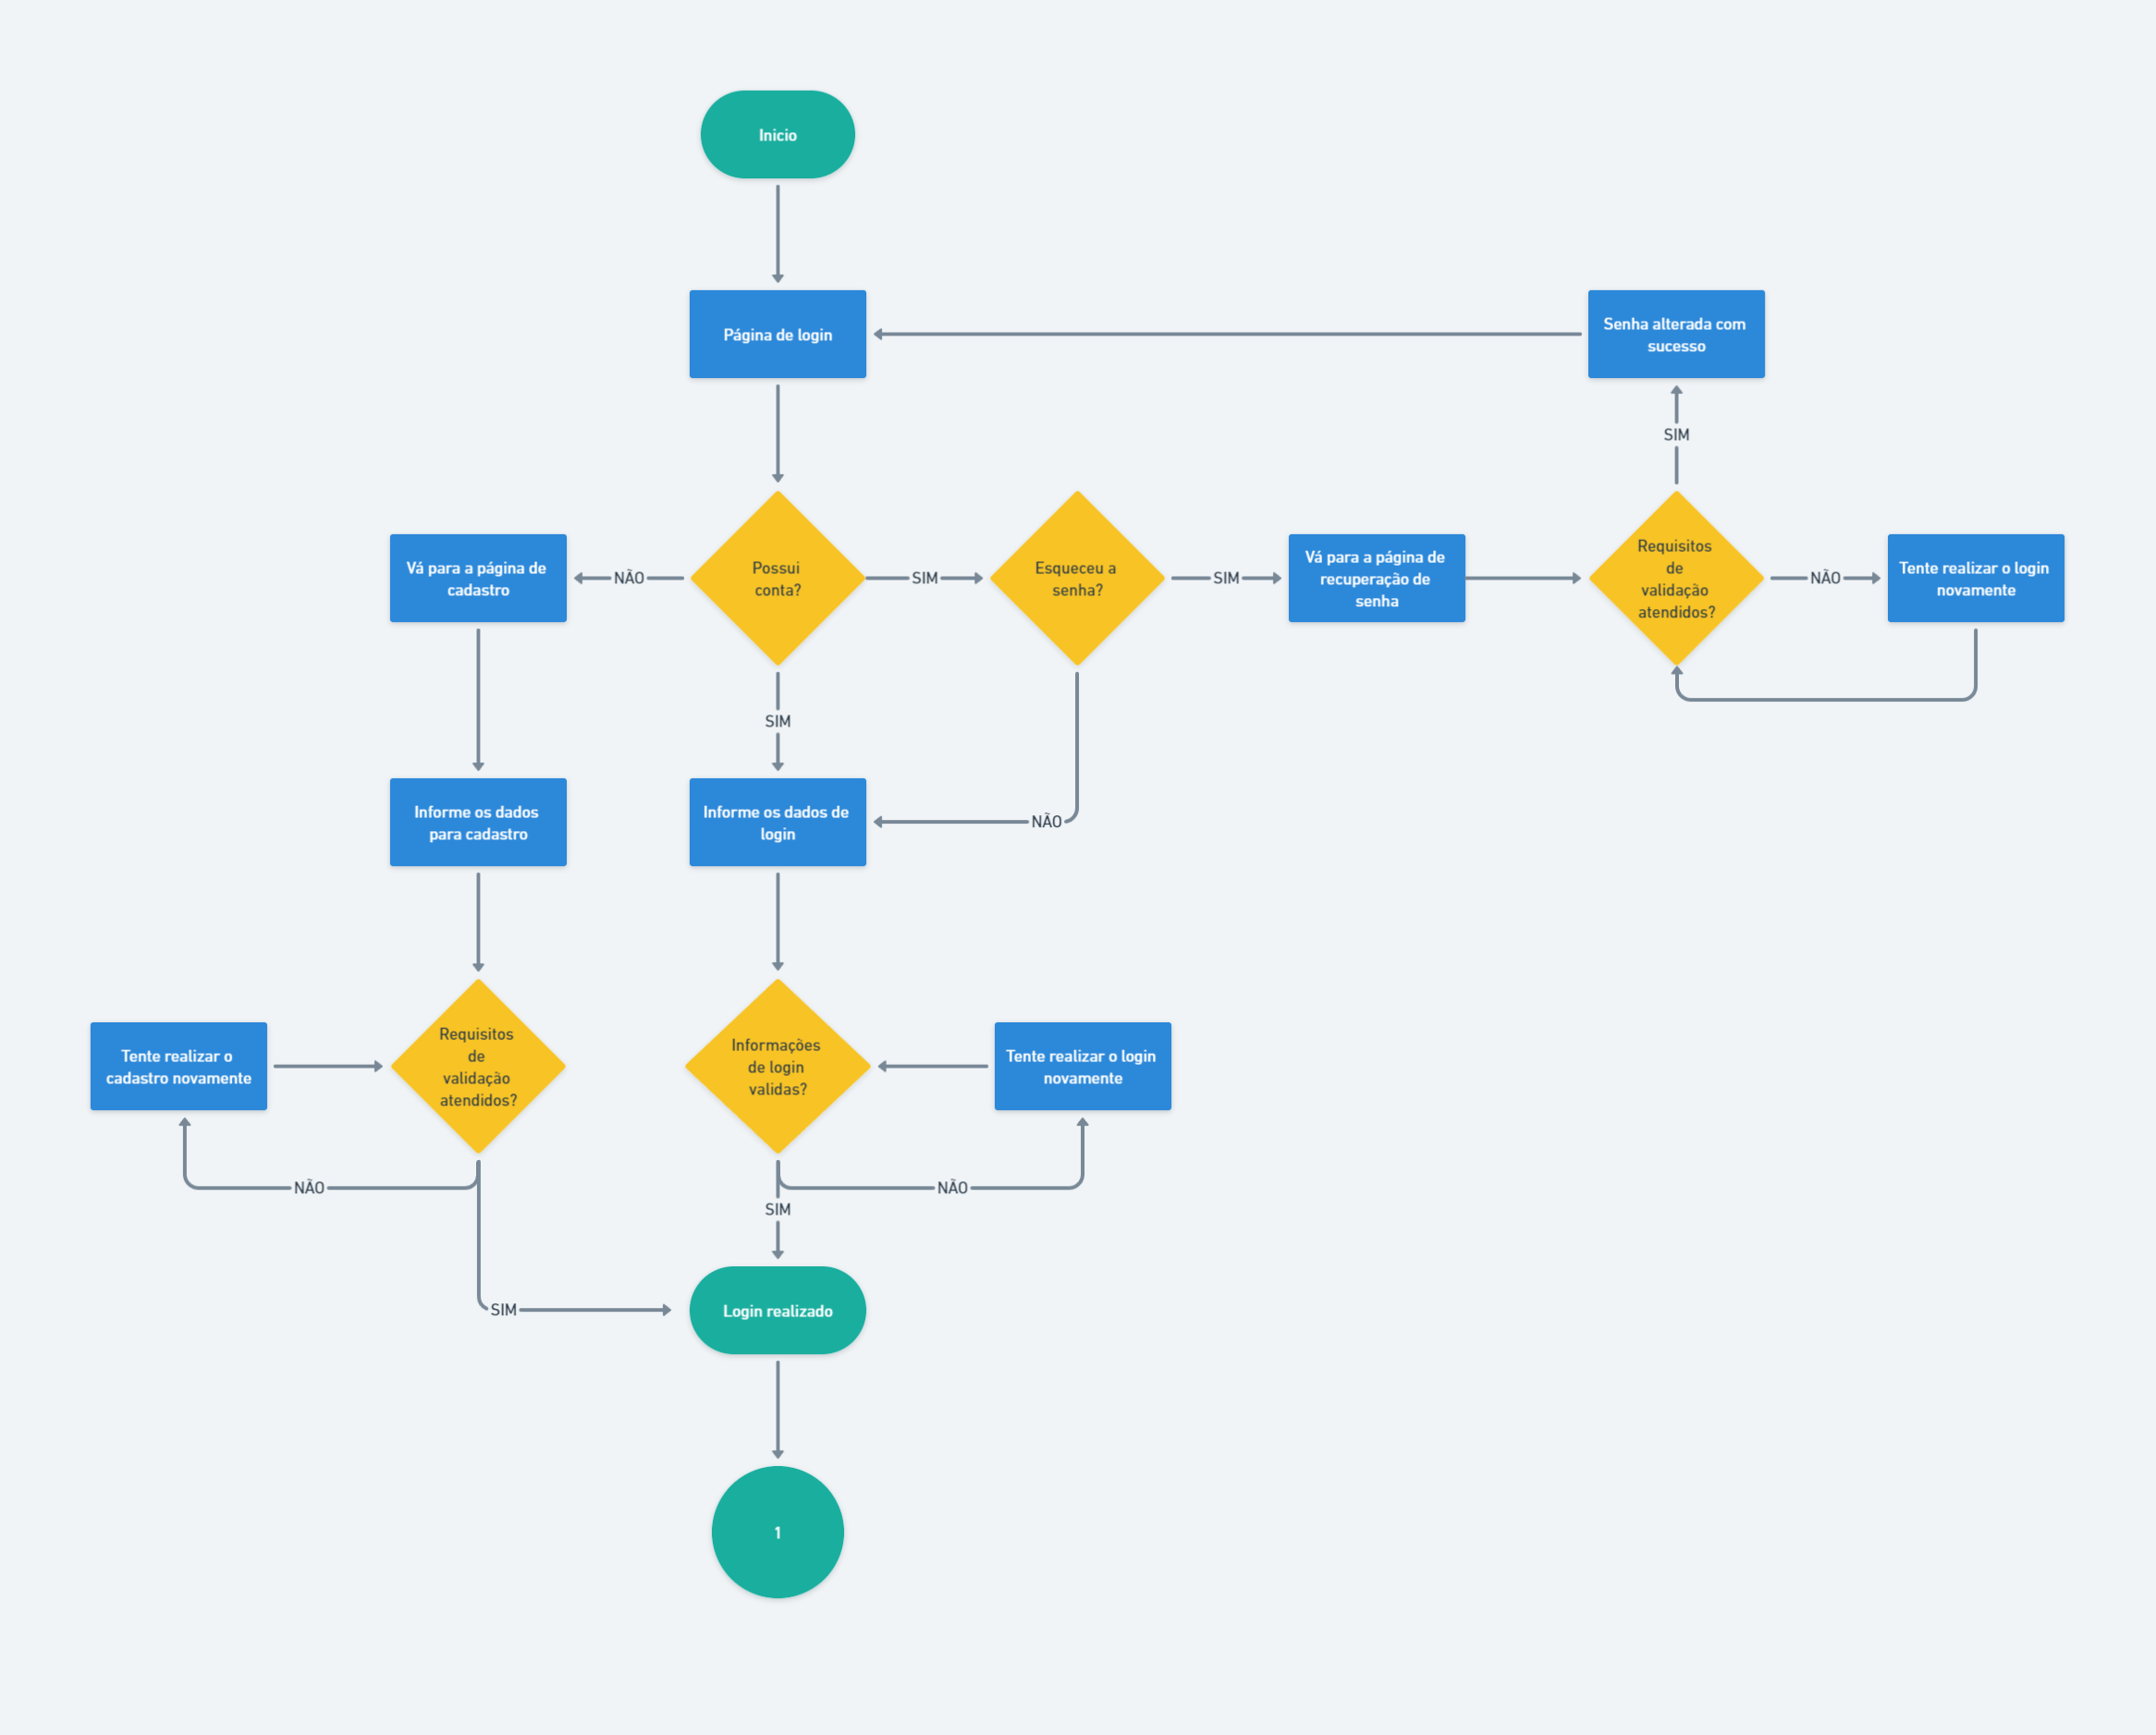 Inicio
Página de login
Senha alterada com
sucesso
SIM
Vá para a página de
cadastro
NÃO
Possui
conta?
SIM
Esqueceu a
senha?
SIM
Vá para a página de
recuperação de
senha
Requisitos
de
validação
atendidos?
NÃO
Tente realizar o login
novamente
SIM
Informe os dados
para cadastro
Informe os dados de
login
NÃO
Tente realizar o
cadastro novamente
Requisitos
de
validação
atendidos?
Informações
de login
validas?
Tente realizar o login
novamente
NÃO
NÃO
SIM
SIM
Login realizado
1